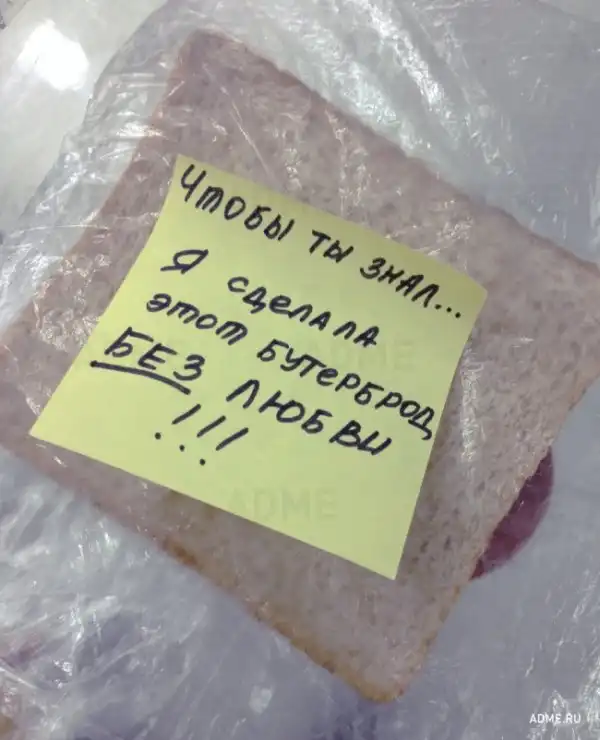 Чтобы ты знал...
Я сделала
этот бутерброд
БЕЗ любви
!!!
ADME
ADME
ADME.RU